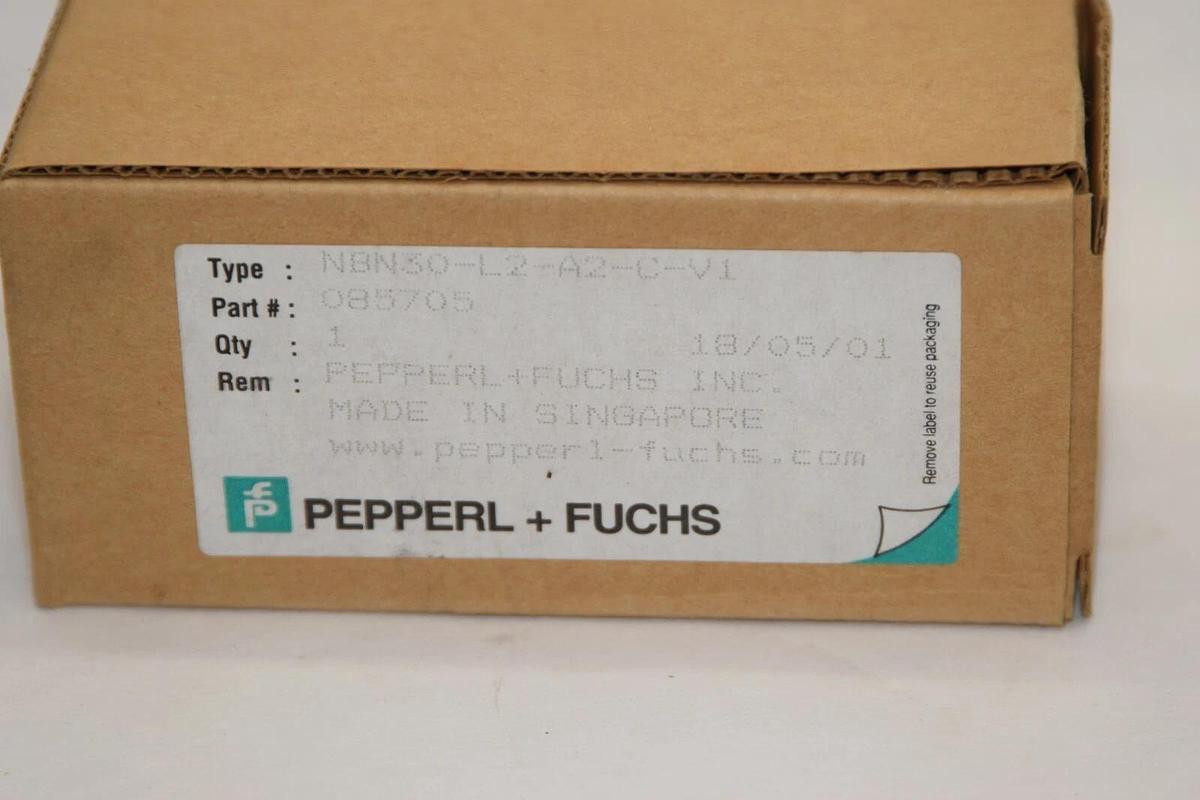 Type : NBN30-L2-A2-C-V1
Part # : 085705
Qty : 1 18/05/01
Rem : PEPPERL+FUCHS INC.
MADE IN SINGAPORE
www.pepperl-fuchs.com
PEPPERL + FUCHS
Remove label to reuse packaging